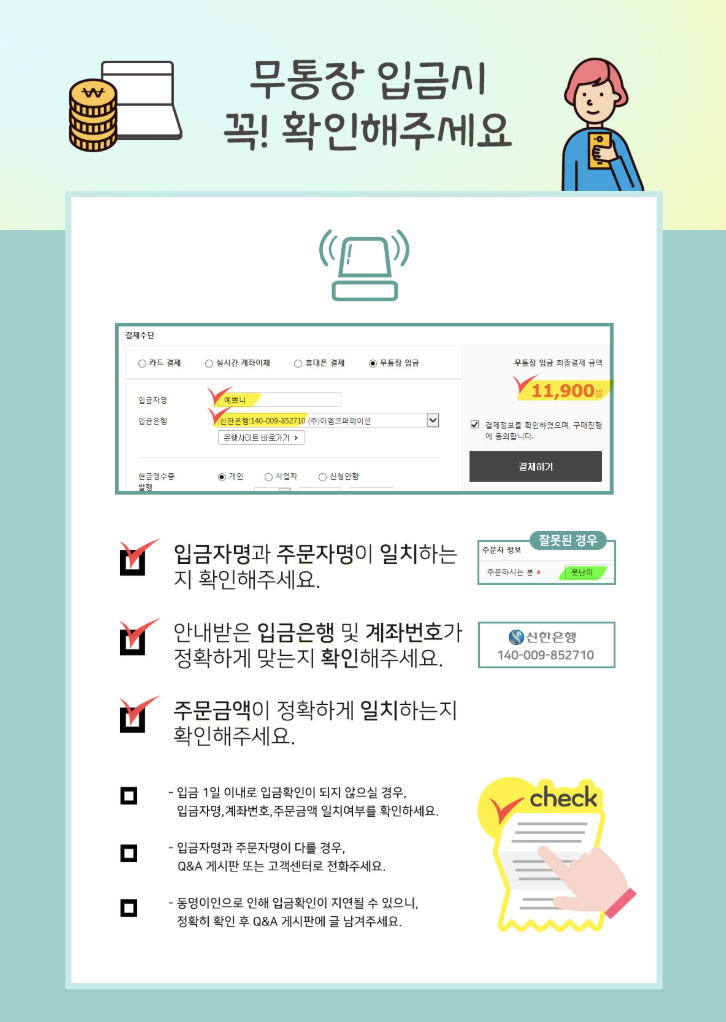 무통장 입금시
꼭! 확인해주세요
결제수단
카드 결제 실시간 계좌이체 휴대폰 결제 무통장 입금
입금자명 예쁘니
입금은행 신한은행:140-009-852710 (주)이엠코퍼레이션
은행사이트 바로가기 >
현금영수증 발행 개인 사업자 신청안함
무통장 입금 최종결제 금액
11,900원
결제정보를 확인하였으며, 구매진행
에 동의합니다.
결제하기
입금자명과 주문자명이 일치하는
지 확인해주세요.
잘못된 경우
주문자 정보
주문하시는 분 * 못난이
안내받은 입금은행 및 계좌번호가
정확하게 맞는지 확인해주세요.
신한은행
140-009-852710
주문금액이 정확하게 일치하는지
확인해주세요.
- 입금 1일 이내로 입금확인이 되지 않으실 경우,
입금자명,계좌번호,주문금액 일치여부를 확인하세요.
- 입금자명과 주문자명이 다를 경우,
Q&A 게시판 또는 고객센터로 전화주세요.
- 동명이인으로 인해 입금확인이 지연될 수 있으니,
정확히 확인 후 Q&A 게시판에 글 남겨주세요.
check